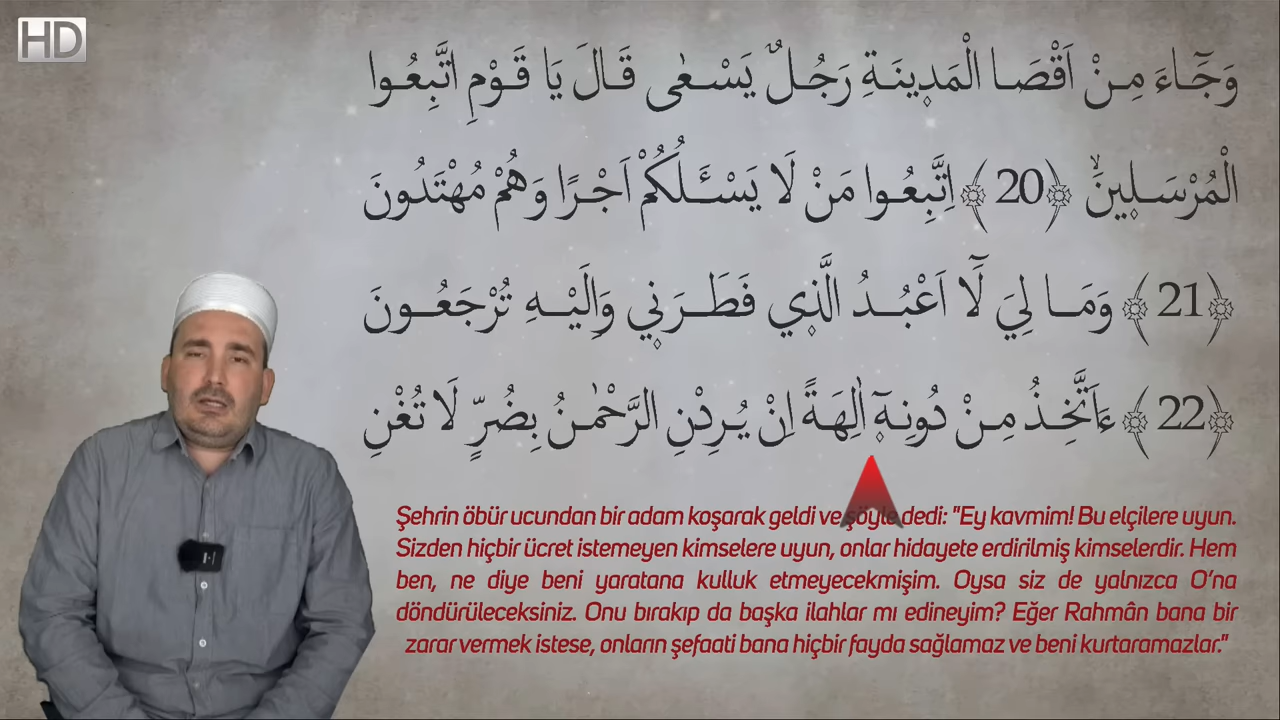 HD
وَجَٓاءَ مِنْ اَقْصَا الْمَدٖينَةِ رَجُلٌ يَسْعٰى قَالَ يَا قَوْمِ اتَّبِعُوا
الْمُرْسَلٖينَۙ ﴿20﴾ اِتَّبِعُوا مَنْ لَا يَسْـَٔلُكُمْ اَجْرًا وَهُمْ مُهْتَدُونَ
﴿21﴾ وَمَا لِيَ لَٓا اَعْبُدُ الَّذٖي فَطَرَنٖي وَاِلَيْهِ تُرْجَعُونَ
﴿22﴾ ءَاَتَّخِذُ مِنْ دُونِهٖٓ اٰلِهَةً اِنْ يُرِدْنِ الرَّحْمٰنُ بِضُرٍّ لَا تُغْنِ
Şehrin öbür ucundan bir adam koşarak geldi ve şöyle dedi: "Ey kavmim! Bu elçilere uyun.
Sizden hiçbir ücret istemeyen kimselere uyun, onlar hidayete erdirilmiş kimselerdir. Hem
ben, ne diye beni yaratana kulluk etmeyecekmişim. Oysa siz de yalnızca O’na
döndürüleceksiniz. Onu bırakıp da başka ilahlar mı edineyim? Eğer Rahmân bana bir
zarar vermek istese, onların şefaati bana hiçbir fayda sağlamaz ve beni kurtaramazlar."